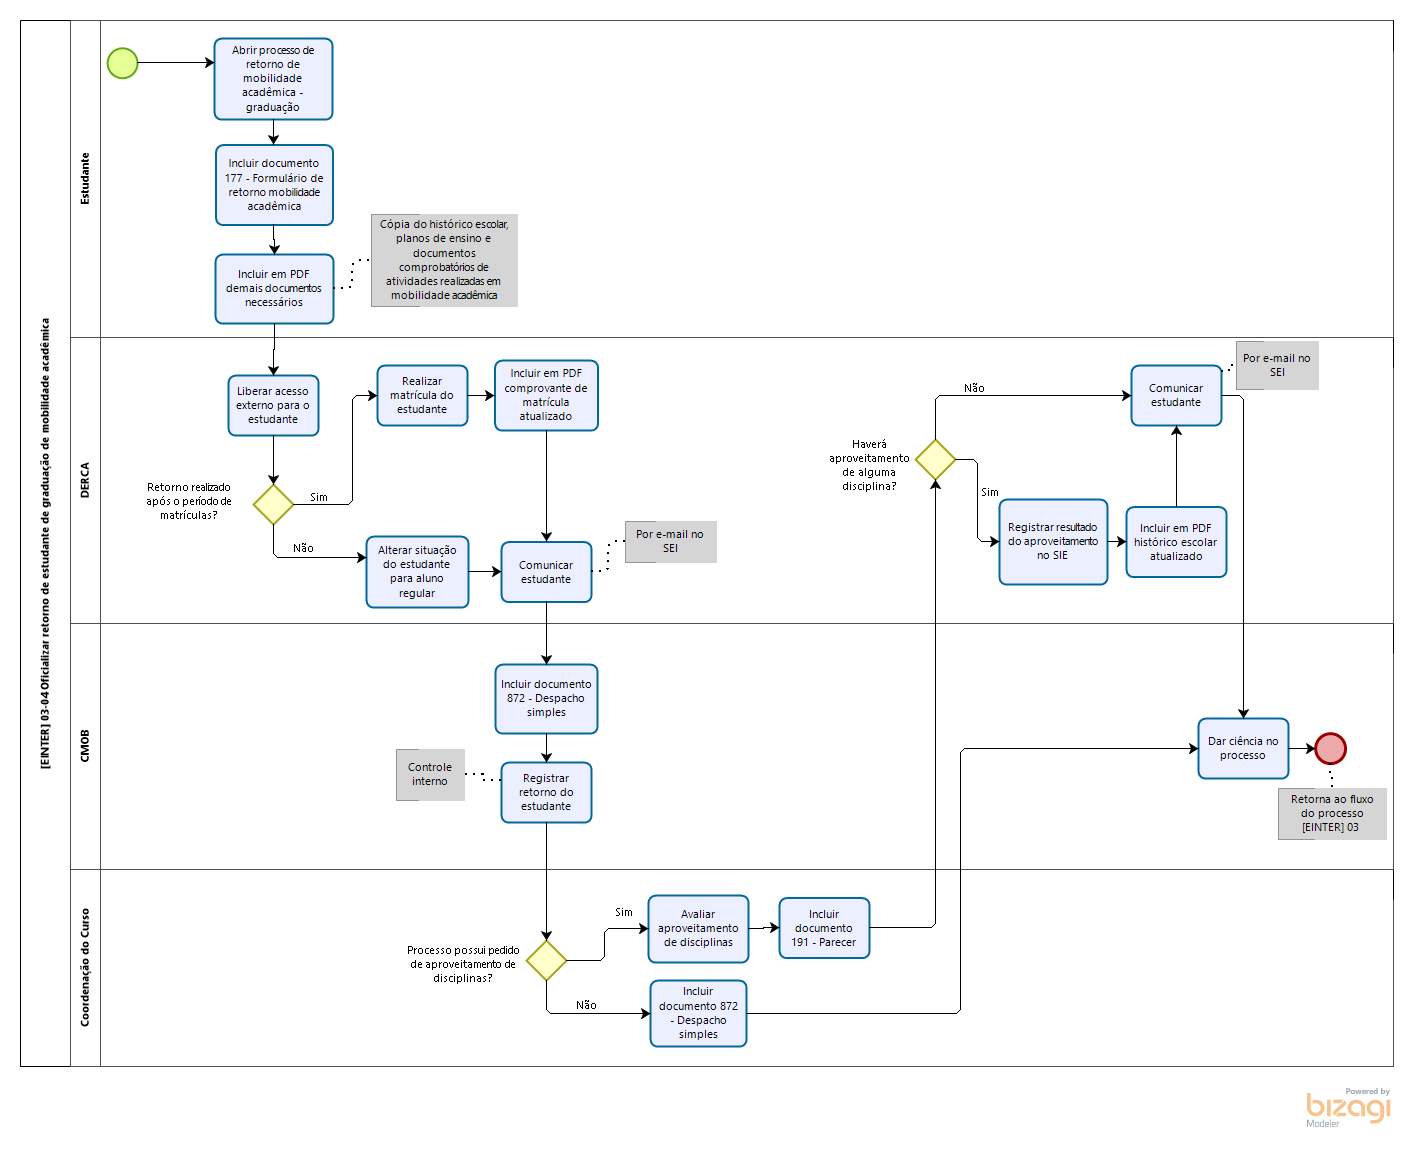 [EINTER] 03-04 Oficializar retorno de estudante de graduação de mobilidade acadêmica
Estudante
Abrir processo de
retorno de
mobilidade
acadêmica -
graduação
Incluir documento
177 - Formulário de
retorno mobilidade
acadêmica
Incluir em PDF
demais documentos
necessários
Cópia do histórico escolar,
planos de ensino e
documentos
comprobatórios de
atividades realizadas em
mobilidade acadêmica
DERCA
Liberar acesso
externo para o
estudante
Retorno realizado
após o período de
matrículas?
Sim
Realizar
matrícula do
estudante
Incluir em PDF
comprovante de
matrícula
atualizado
Não
Alterar situação
do estudante
para aluno
regular
Comunicar
estudante
Por e-mail no
SEI
Haverá
aproveitamento
de alguma
disciplina?
Não
Sim
Registrar resultado
do aproveitamento
no SIE
Incluir em PDF
histórico escolar
atualizado
Comunicar
estudante
Por e-mail no
SEI
CMOB
Incluir documento
872 - Despacho
simples
Controle
interno
Registrar
retorno do
estudante
Dar ciência no
processo
Retorna ao fluxo
do processo
[EINTER] 03
Coordenação do Curso
Processo possui pedido
de aproveitamento de
disciplinas?
Sim
Avaliar
aproveitamento
de disciplinas
Incluir
documento
191 - Parecer
Não
Incluir
documento 872
- Despacho
simples
Powered by
bizagi
Modeler